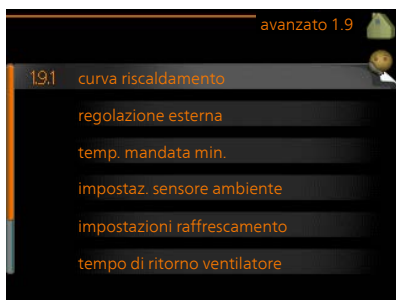 avanzato 1.9
1.9.1 curva riscaldamento
regolazione esterna
temp. mandata min.
impostaz. sensore ambiente
impostazioni raffrescamento
tempo di ritorno ventilatore